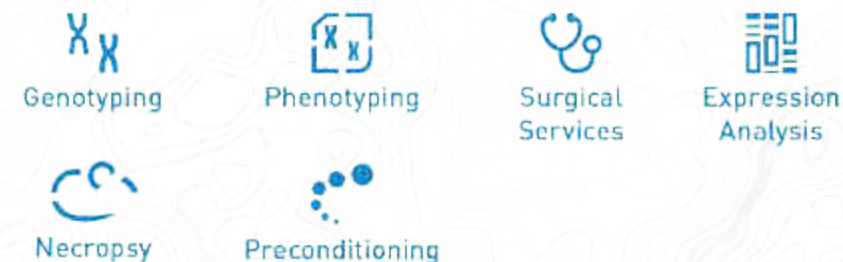 Genotyping
Phenotyping
Surgical
Services
Expression
Analysis
Necropsy
Preconditioning